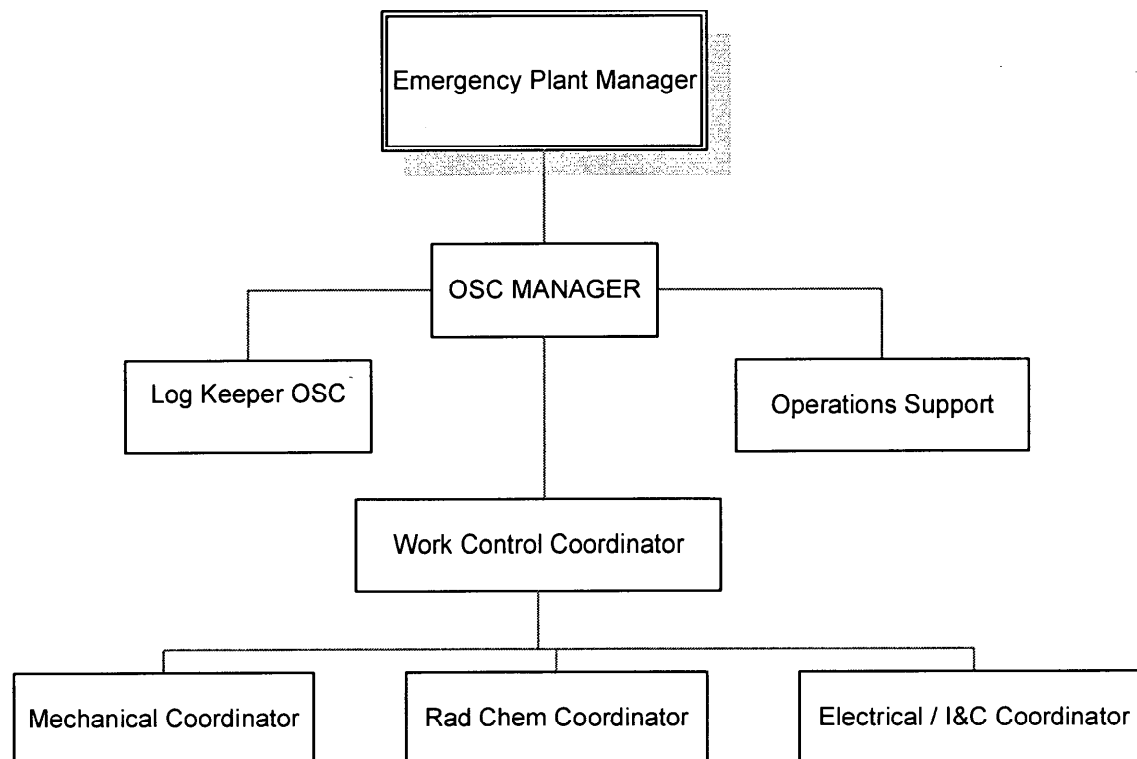 Emergency Plant Manager
OSC MANAGER
Log Keeper OSC
Operations Support
Work Control Coordinator
Mechanical Coordinator
Rad Chem Coordinator
Electrical / I&C Coordinator